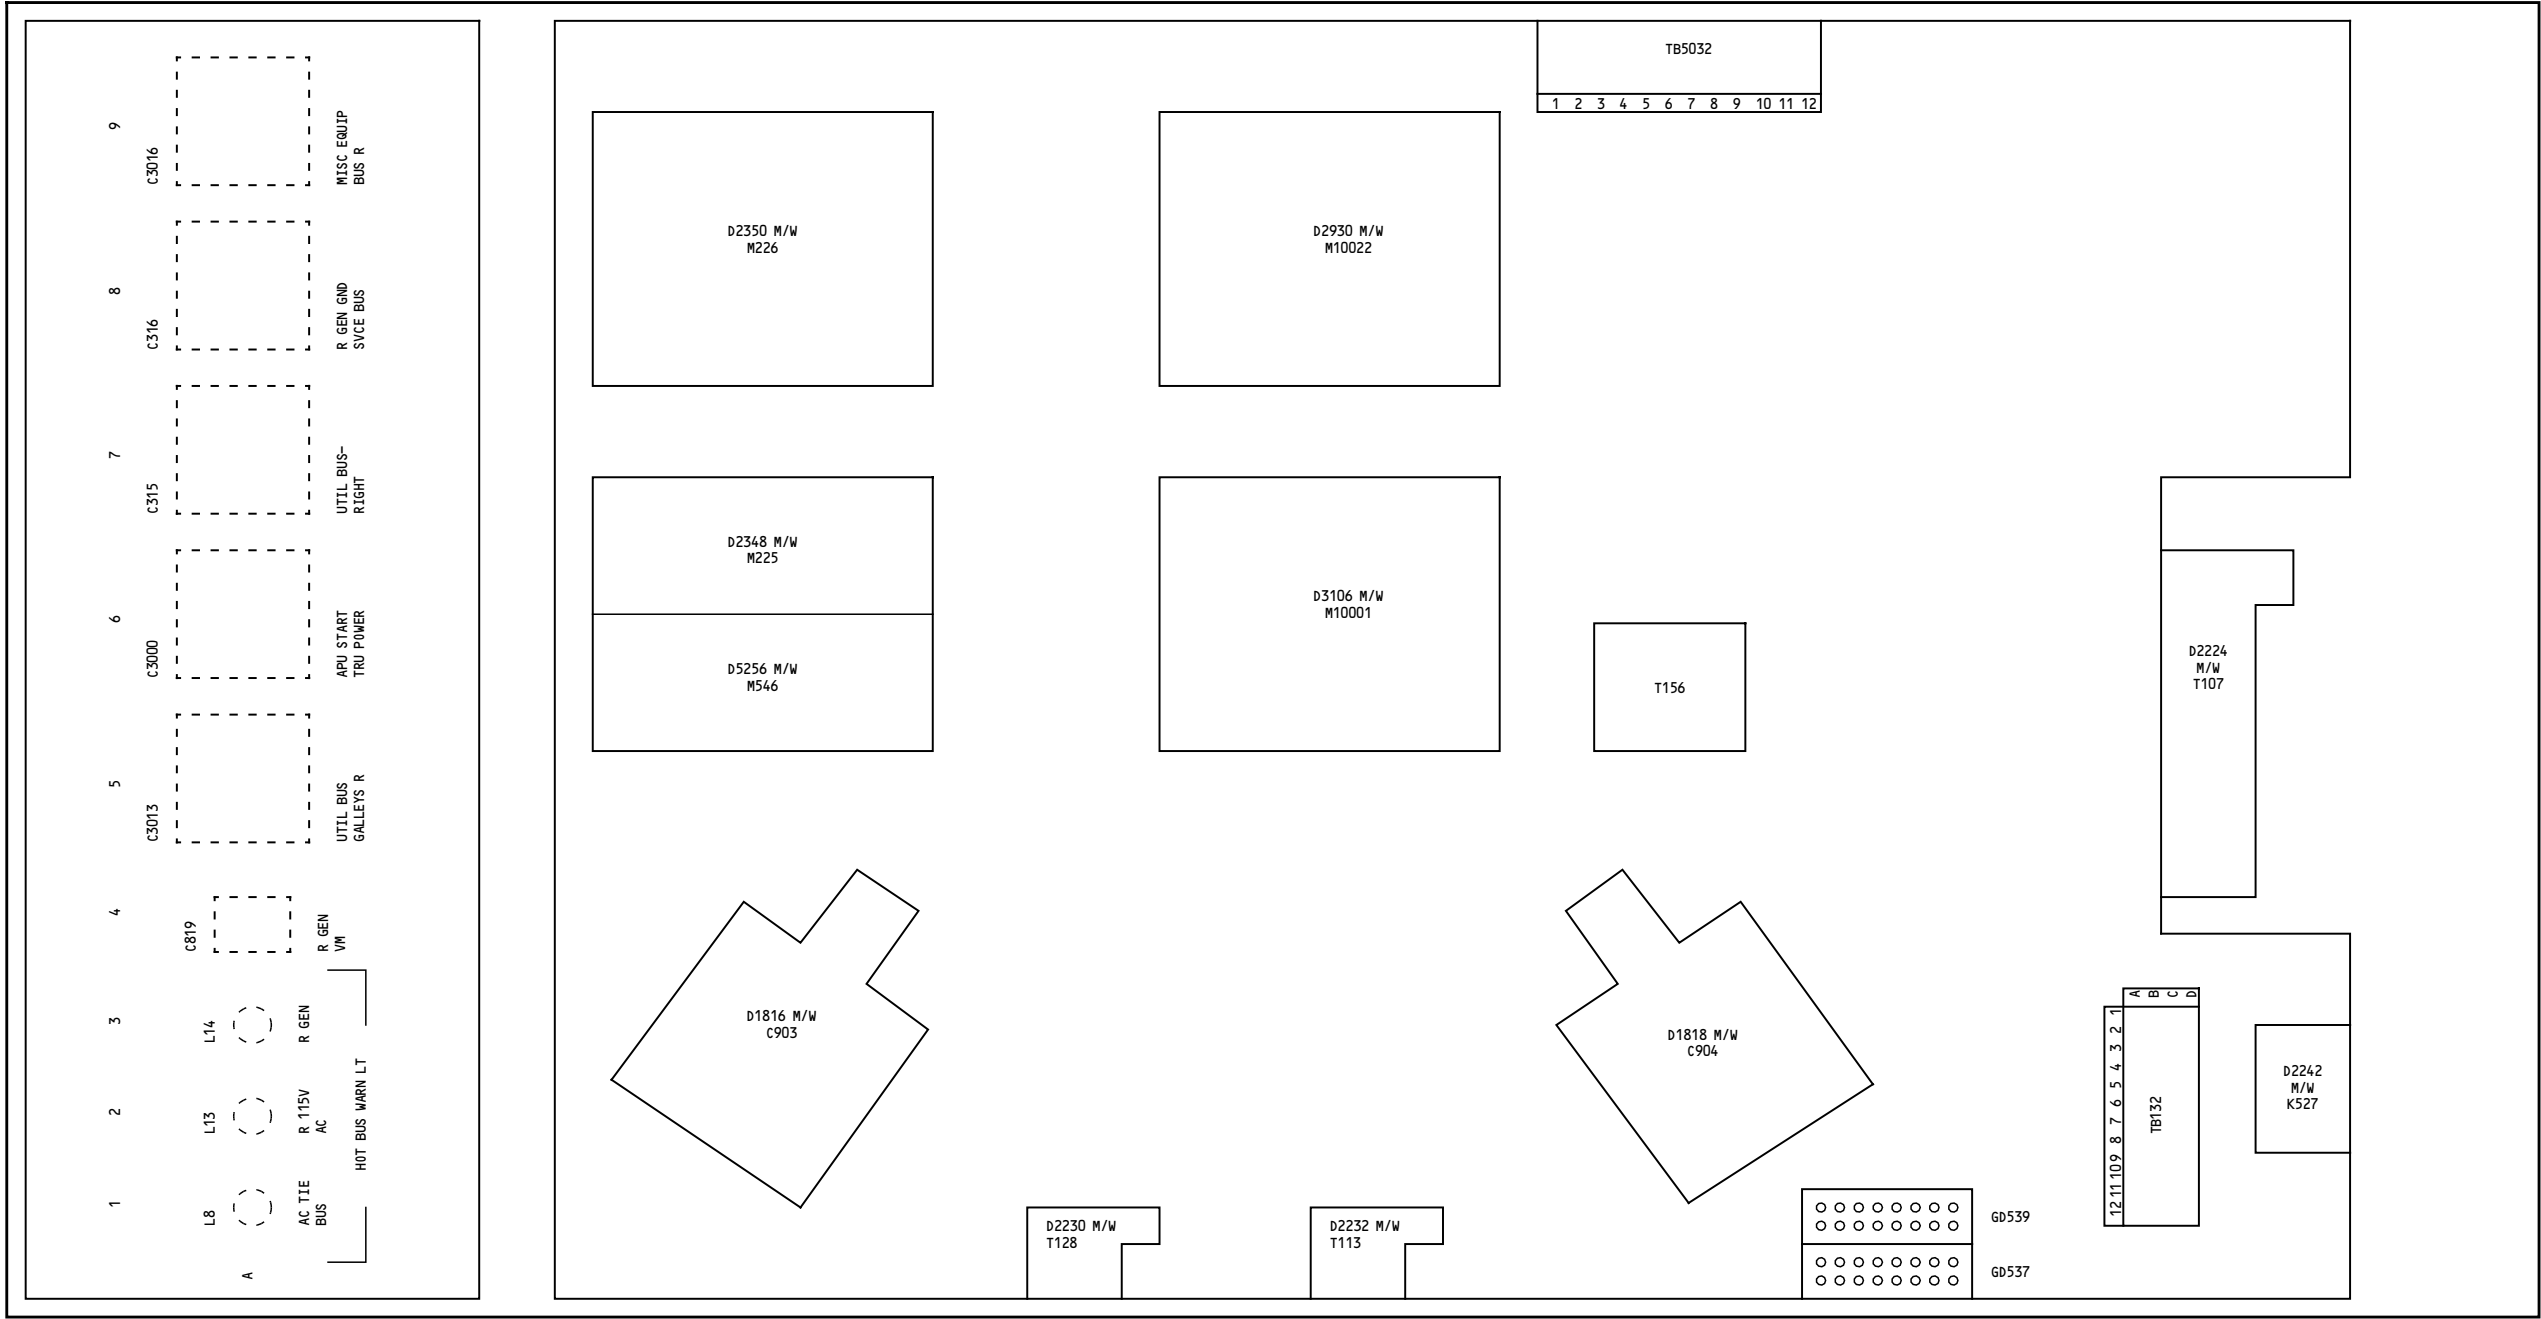 9
C3016
MISC EQUIP
BUS R
8
C316
R GEN GND
SVCE BUS
7
C315
UTIL BUS-
RIGHT
6
C3000
APU START
TRU POWER
5
C3013
UTIL BUS
GALLEYS R
4
C819
R GEN
VM
3
L14
R GEN
2
L13
R 115V
AC
1
L8
AC TIE
BUS
HOT BUS WARN LT
A
TB5032
1 2 3 4 5 6 7 8 9 10 11 12
D2350 M/W
M226
D2930 M/W
M10022
D2348 M/W
M225
D5256 M/W
M546
D3106 M/W
M10001
T156
D2224
M/W
T107
D1816 M/W
C903
D1818 M/W
C904
A
B
C
D
12 11 10 9 8 7 6 5 4 3 2 1
TB132
D2242
M/W
K527
D2230 M/W
T128
D2232 M/W
T113
GD539
GD537